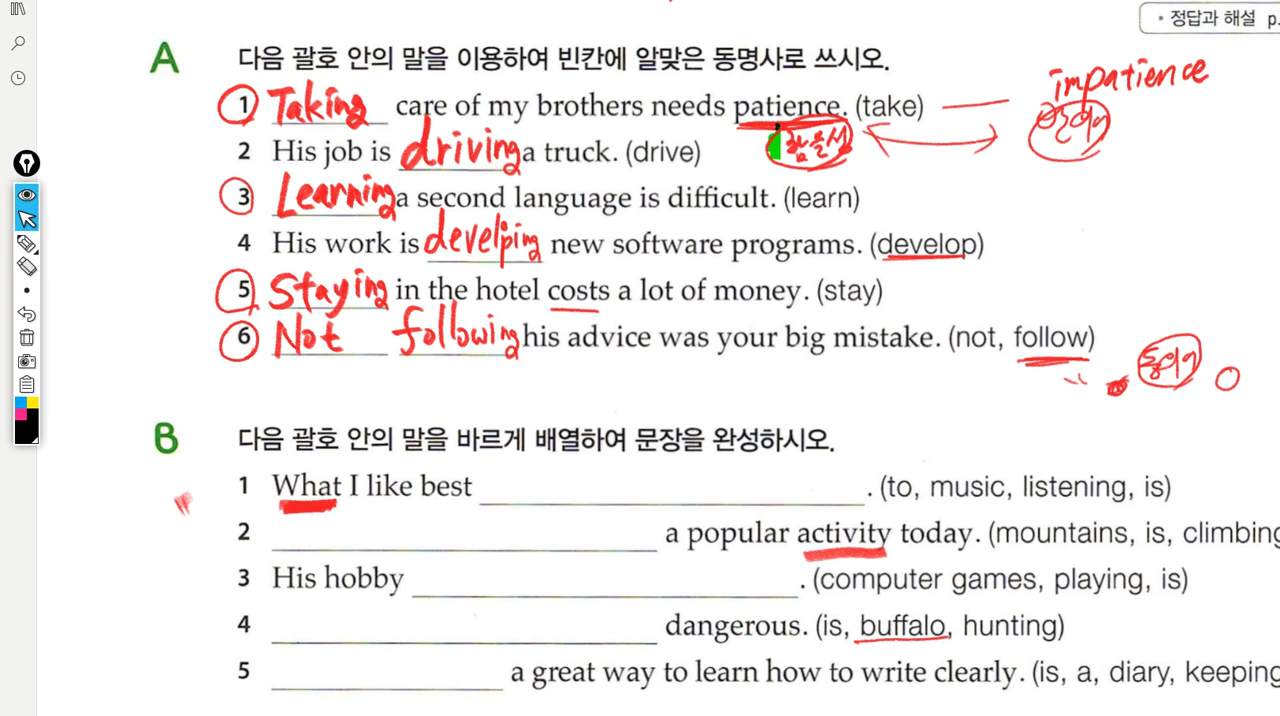 • 정답과 해설 p.
A 다음 괄호 안의 말을 이용하여 빈칸에 알맞은 동명사로 쓰시오.
impatience
1 Taking care of my brothers needs patience. (take)
참을성
2 His job is driving a truck. (drive)
3 Learning a second language is difficult. (learn)
4 His work is develping new software programs. (develop)
5 Staying in the hotel costs a lot of money. (stay)
6 Not following his advice was your big mistake. (not, follow)
B 다음 괄호 안의 말을 바르게 배열하여 문장을 완성하시오.
1 What I like best . (to, music, listening, is)
2 a popular activity today. (mountains, is, climbing
3 His hobby . (computer games, playing, is)
4 dangerous. (is, buffalo, hunting)
5 a great way to learn how to write clearly. (is, a, diary, keeping